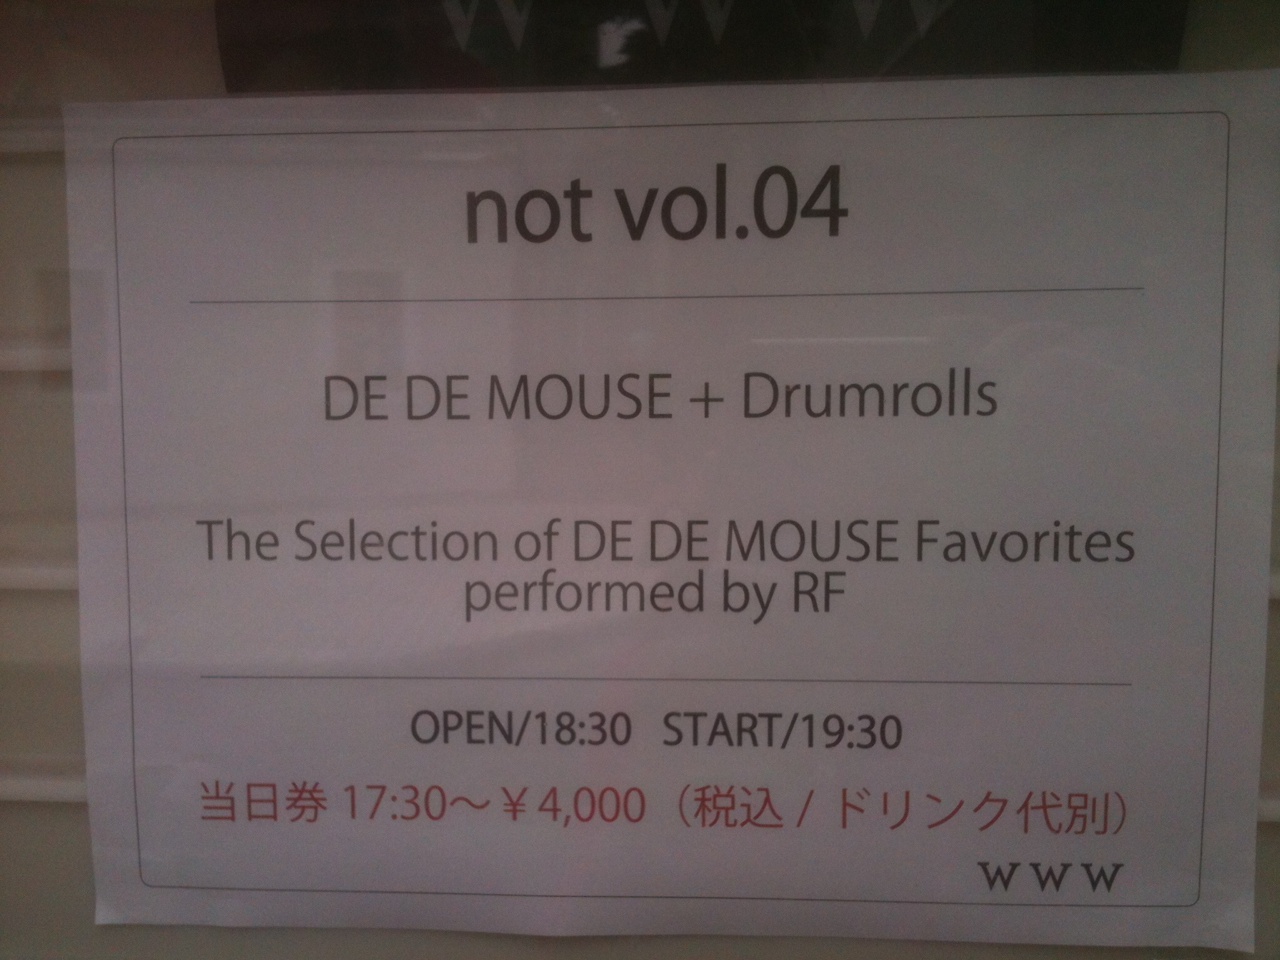 W W W
not vol.04
DE DE MOUSE + Drumrolls
The Selection of DE DE MOUSE Favorites
performed by RF
OPEN/18:30 START/19:30
当日券 17:30～￥4,000（税込 / ドリンク代別）
W W W